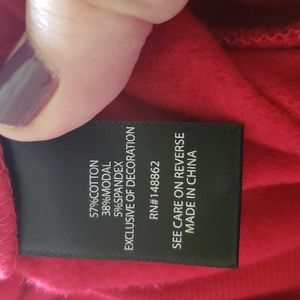 57%COTTON
38%MODAL
5%SPANDEX
EXCLUSIVE OF DECORATION
RN#148862
SEE CARE ON REVERSE
MADE IN CHINA